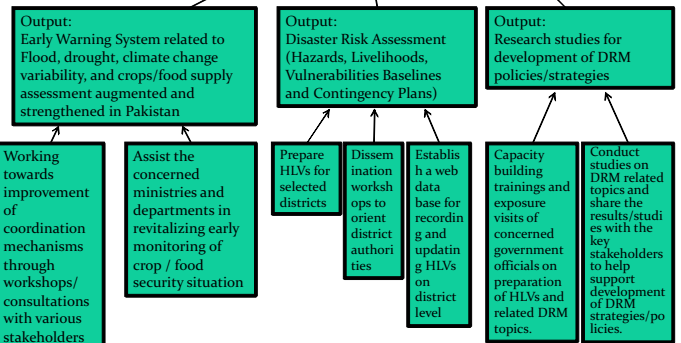 Output:
Early Warning System related to
Flood, drought, climate change
variability, and crops/food supply
assessment augmented and
strengthened in Pakistan
Output:
Disaster Risk Assessment
(Hazards, Livelihoods,
Vulnerabilities Baselines
and Contingency Plans)
Output:
Research studies for
development of DRM
policies/strategies
Working
towards
improvement
of
coordination
mechanisms
through
workshops/
consultations
with various
stakeholders
Assist the
concerned
ministries and
departments in
revitalizing early
monitoring of
crop / food
security situation
Prepare
HLVs for
selected
districts
Dissem
ination
worksh
ops to
orient
district
authori
ties
Establis
h a web
data
base for
recordin
g and
updatin
g HLVs
on
district
level
Capacity
building
trainings and
exposure
visits of
concerned
government
officials on
preparation
of HLVs and
related DRM
topics.
Conduct
studies on
DRM related
topics and
share the
results/studi
es with the
key
stakeholders
to help
support
development
of DRM
strategies/po
licies.